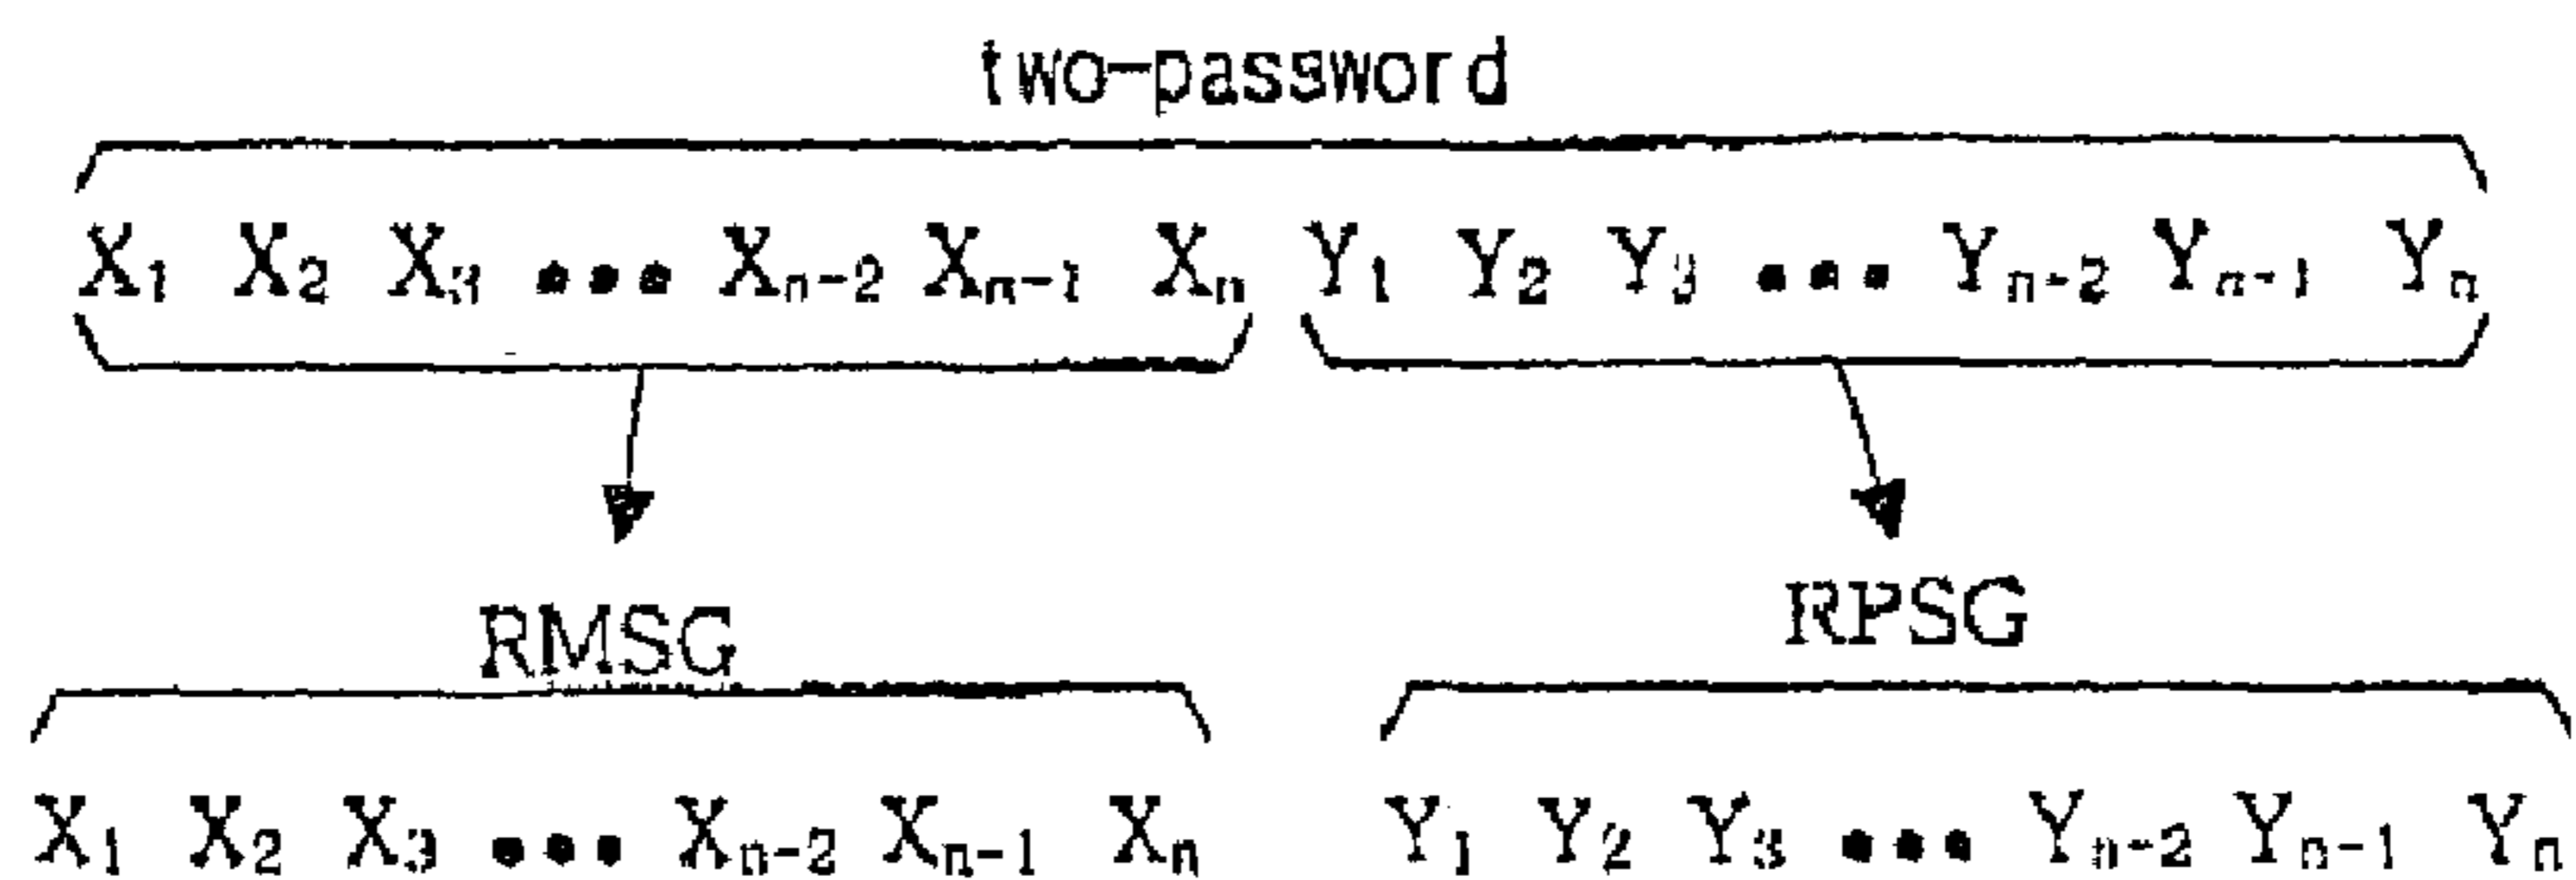 two-password
X₁ X₂ X₃ ••• Xₙ₋₂ Xₙ₋₁ Xₙ Y₁ Y₂ Y₃ ••• Yₙ₋₂ Yₙ₋₁ Yₙ
RMSG RPSG
X₁ X₂ X₃ ••• Xₙ₋₂ Xₙ₋₁ Xₙ Y₁ Y₂ Y₃ ••• Yₙ₋₂ Yₙ₋₁ Yₙ